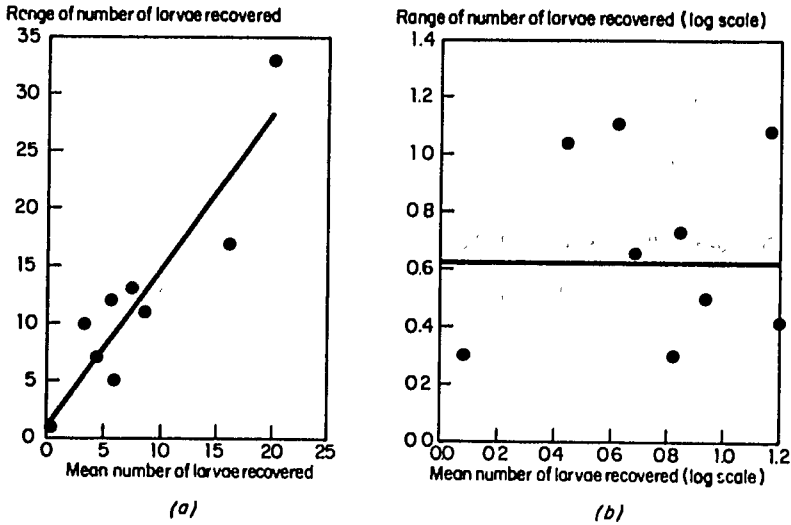 Range of number of larvae recovered
35
30
25
20
15
10
5
0
0 5 10 15 20 25
Mean number of larvae recovered
(a)
Range of number of larvae recovered (log scale)
1.4
1.2
1.0
0.8
0.6
0.4
0.2
0.0
0 0.2 0.4 0.6 0.8 1.0 1.2
Mean number of larvae recovered (log scale)
(b)